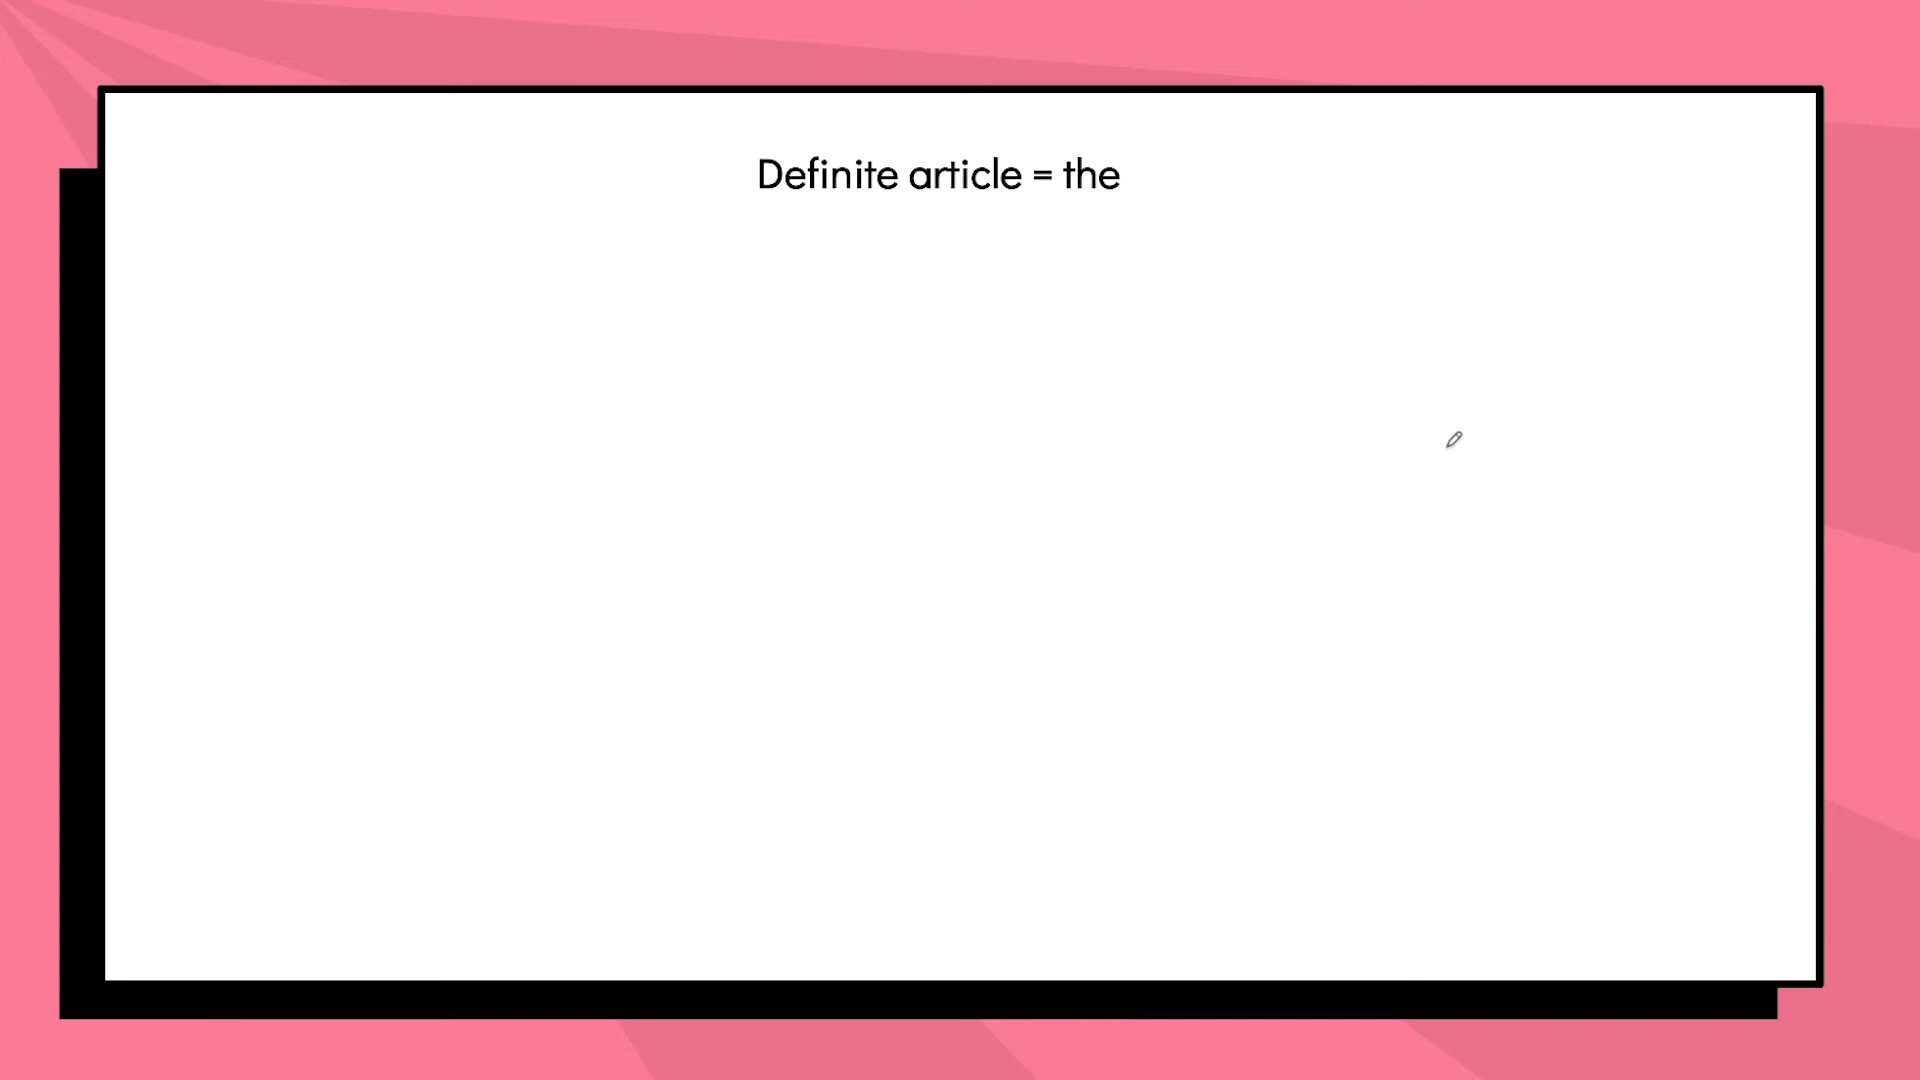 Definite article = the